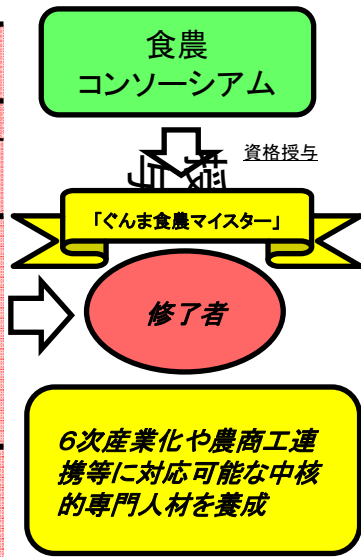 食農
コンソーシアム
資格授与
「ぐんま食農マイスター」
修了者
６次産業化や農商工連
携等に対応可能な中核
的専門人材を養成